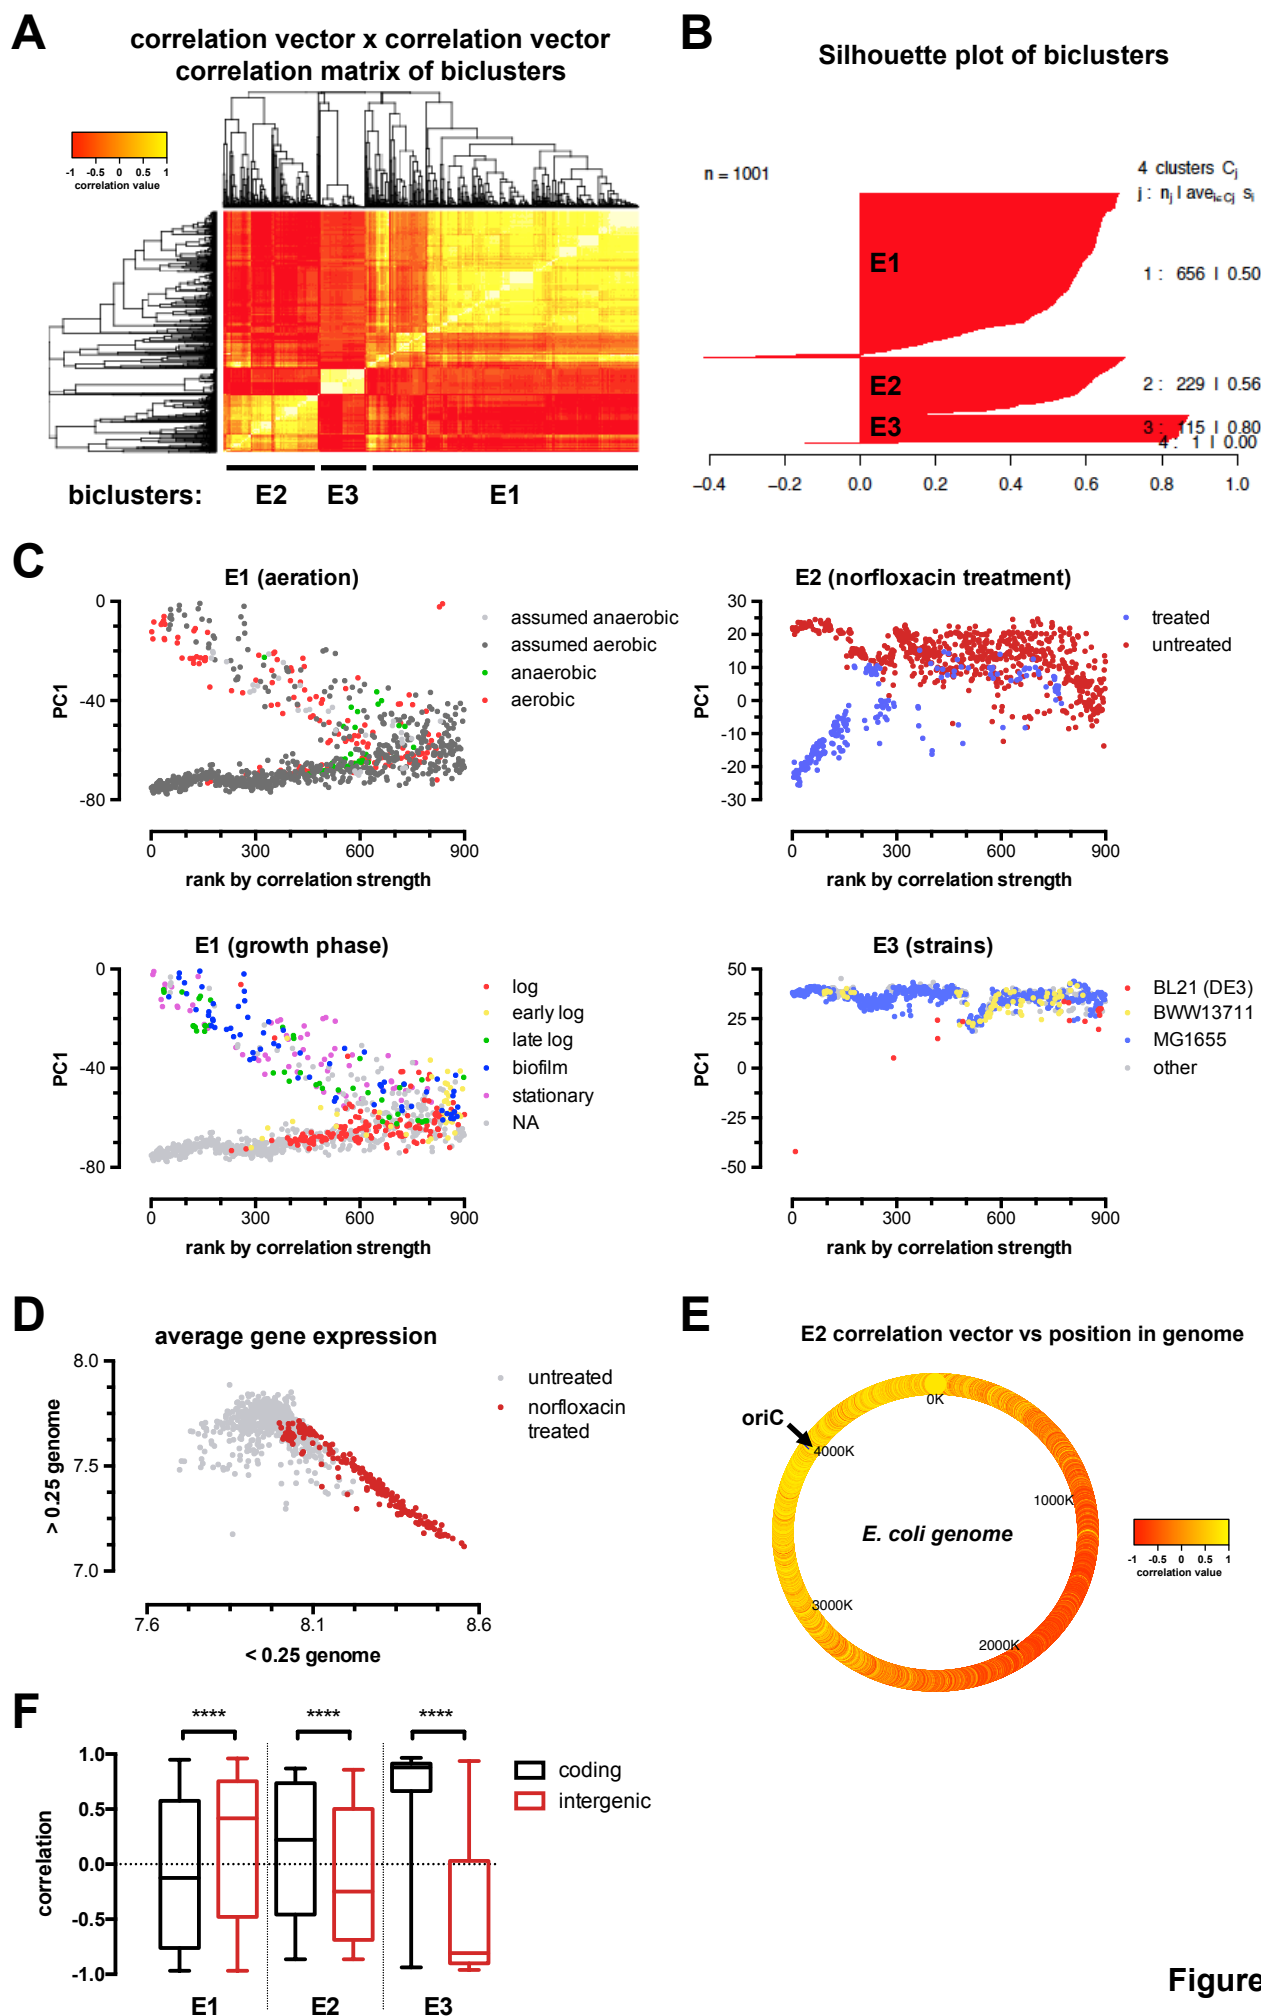 A
correlation vector x correlation vector
correlation matrix of biclusters
-1 -0.5 0 0.5 1
correlation value
biclusters: E2 E3 E1
B
Silhouette plot of biclusters
n = 1001
4 clusters Cj
j : nj | avei∈Cj si
E1
1 : 656 | 0.50
E2
2 : 229 | 0.56
E3
3 : 115 | 0.80
4 : 1 | 0.00
−0.4 −0.2 0.0 0.2 0.4 0.6 0.8 1.0
C
E1 (aeration)
0
-40
-80
PC1
assumed anaerobic
assumed aerobic
anaerobic
aerobic
0 300 600 900
rank by correlation strength
E2 (norfloxacin treatment)
30
20
10
0
-10
-20
-30
PC1
treated
untreated
0 300 600 900
rank by correlation strength
E1 (growth phase)
0
-40
-80
PC1
log
early log
late log
biofilm
stationary
NA
0 300 600 900
rank by correlation strength
E3 (strains)
50
25
0
-25
-50
PC1
BL21 (DE3)
BWW13711
MG1655
other
0 300 600 900
rank by correlation strength
D
average gene expression
8.0
7.5
7.0
> 0.25 genome
untreated
norfloxacin
treated
7.6 8.1 8.6
< 0.25 genome
E
E2 correlation vector vs position in genome
0K
oriC
4000K
1000K
E. coli genome
3000K
2000K
-1 -0.5 0 0.5 1
correlation value
F
**** **** ****
1.0
0.5
0.0
-0.5
-1.0
correlation
coding
intergenic
E1 E2 E3
Figure